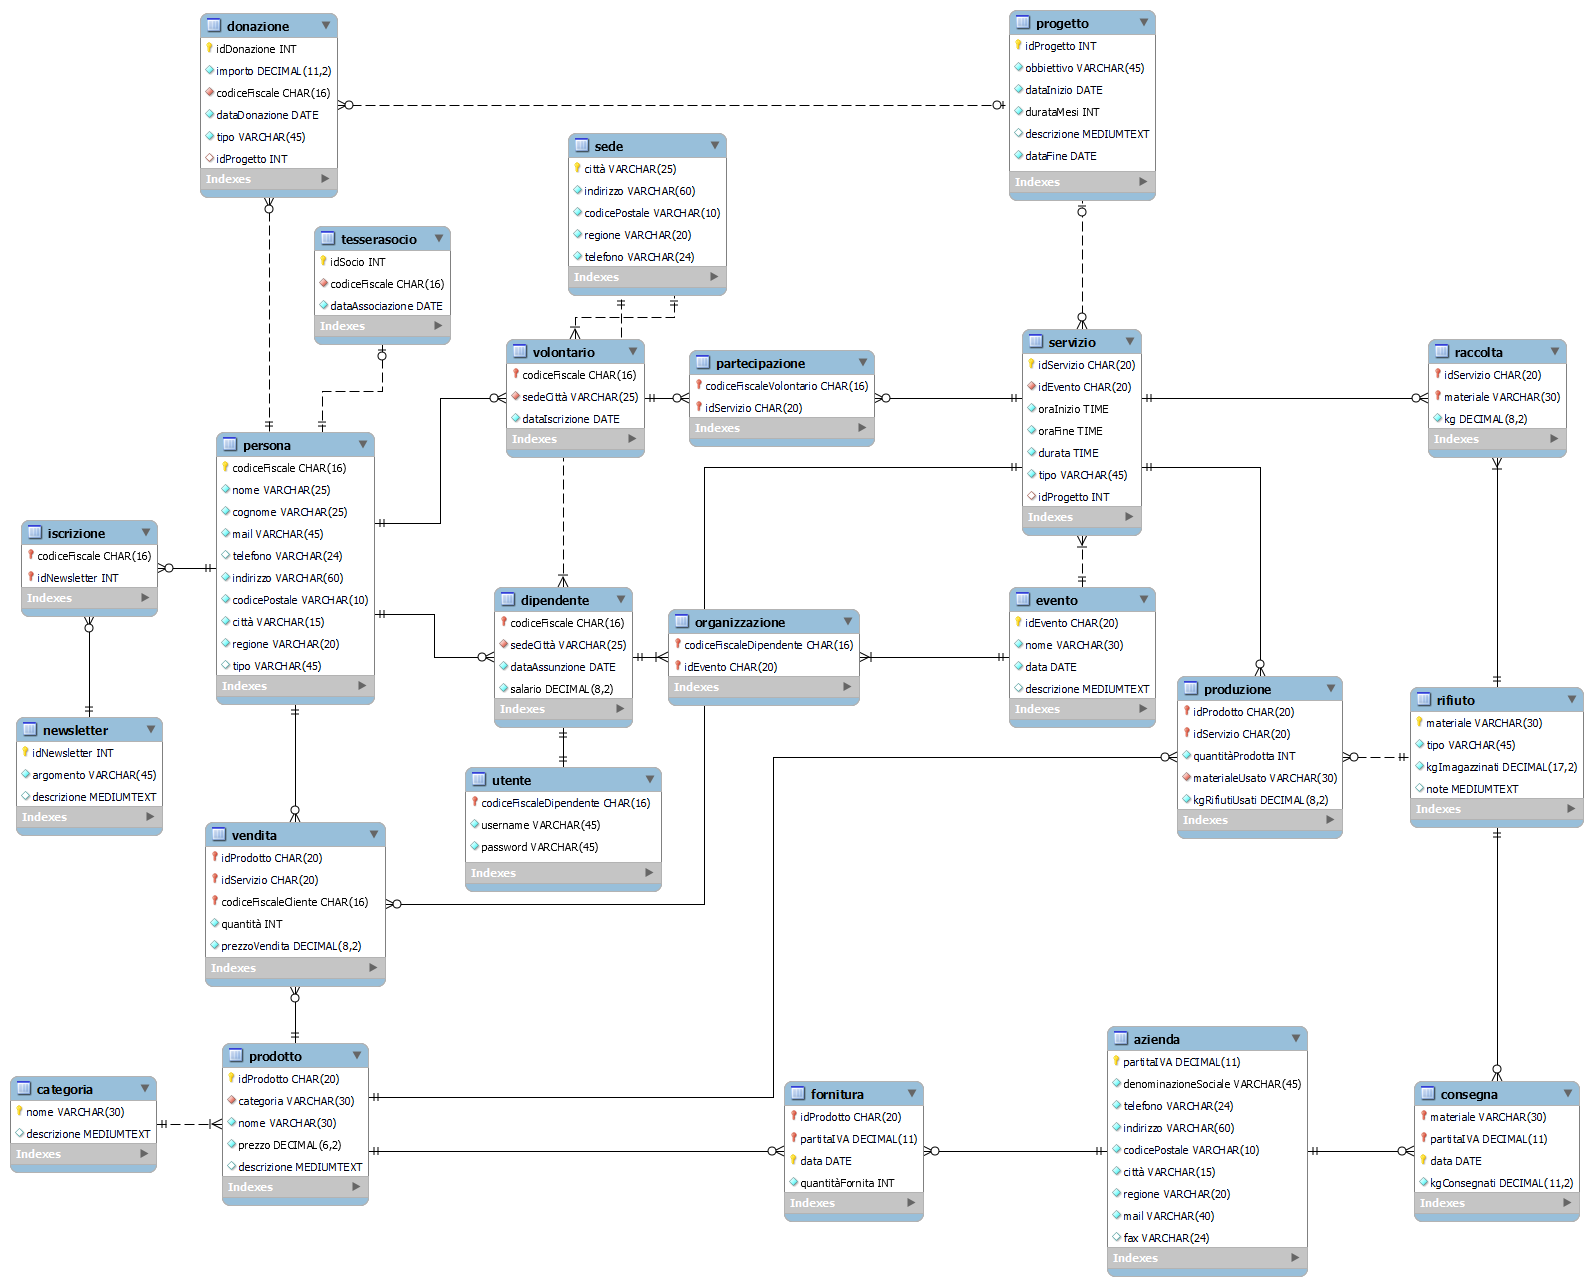 donazione
idDonazione INT
importo DECIMAL(11,2)
codiceFiscale CHAR(16)
dataDonazione DATE
tipo VARCHAR(45)
idProgetto INT
Indexes
progetto
idProgetto INT
obbiettivo VARCHAR(45)
dataInizio DATE
durataMesi INT
descrizione MEDIUMTEXT
dataFine DATE
Indexes
sede
città VARCHAR(25)
indirizzo VARCHAR(60)
codicePostale VARCHAR(10)
regione VARCHAR(20)
telefono VARCHAR(24)
Indexes
tesserasocio
idSocio INT
codiceFiscale CHAR(16)
dataAssociazione DATE
Indexes
volontario
codiceFiscale CHAR(16)
sedeCittà VARCHAR(25)
dataIscrizione DATE
Indexes
partecipazione
codiceFiscaleVolontario CHAR(16)
idServizio CHAR(20)
Indexes
servizio
idServizio CHAR(20)
idEvento CHAR(20)
oraInizio TIME
oraFine TIME
durata TIME
tipo VARCHAR(45)
idProgetto INT
Indexes
raccolta
idServizio CHAR(20)
materiale VARCHAR(30)
kg DECIMAL(8,2)
Indexes
persona
codiceFiscale CHAR(16)
nome VARCHAR(25)
cognome VARCHAR(25)
mail VARCHAR(45)
telefono VARCHAR(24)
indirizzo VARCHAR(60)
codicePostale VARCHAR(10)
città VARCHAR(15)
regione VARCHAR(20)
tipo VARCHAR(45)
Indexes
iscrizione
codiceFiscale CHAR(16)
idNewsletter INT
Indexes
dipendente
codiceFiscale CHAR(16)
sedeCittà VARCHAR(25)
dataAssunzione DATE
salario DECIMAL(8,2)
Indexes
organizzazione
codiceFiscaleDipendente CHAR(16)
idEvento CHAR(20)
Indexes
evento
idEvento CHAR(20)
nome VARCHAR(30)
data DATE
descrizione MEDIUMTEXT
Indexes
produzione
idProdotto CHAR(20)
idServizio CHAR(20)
quantitàProdotta INT
materialeUsato VARCHAR(30)
kgRifiutiUsati DECIMAL(8,2)
Indexes
rifiuto
materiale VARCHAR(30)
tipo VARCHAR(45)
kgImagazzinati DECIMAL(17,2)
note MEDIUMTEXT
Indexes
newsletter
idNewsletter INT
argomento VARCHAR(45)
descrizione MEDIUMTEXT
Indexes
utente
codiceFiscaleDipendente CHAR(16)
username VARCHAR(45)
password VARCHAR(45)
Indexes
vendita
idProdotto CHAR(20)
idServizio CHAR(20)
codiceFiscaleCliente CHAR(16)
quantità INT
prezzoVendita DECIMAL(8,2)
Indexes
prodotto
idProdotto CHAR(20)
categoria VARCHAR(30)
nome VARCHAR(30)
prezzo DECIMAL(6,2)
descrizione MEDIUMTEXT
Indexes
categoria
nome VARCHAR(30)
descrizione MEDIUMTEXT
Indexes
fornitura
idProdotto CHAR(20)
partitaIVA DECIMAL(11)
data DATE
quantitàFornita INT
Indexes
azienda
partitaIVA DECIMAL(11)
denominazioneSociale VARCHAR(45)
telefono VARCHAR(24)
indirizzo VARCHAR(60)
codicePostale VARCHAR(10)
città VARCHAR(15)
regione VARCHAR(20)
mail VARCHAR(40)
fax VARCHAR(24)
Indexes
consegna
materiale VARCHAR(30)
partitaIVA DECIMAL(11)
data DATE
kgConsegnati DECIMAL(11,2)
Indexes